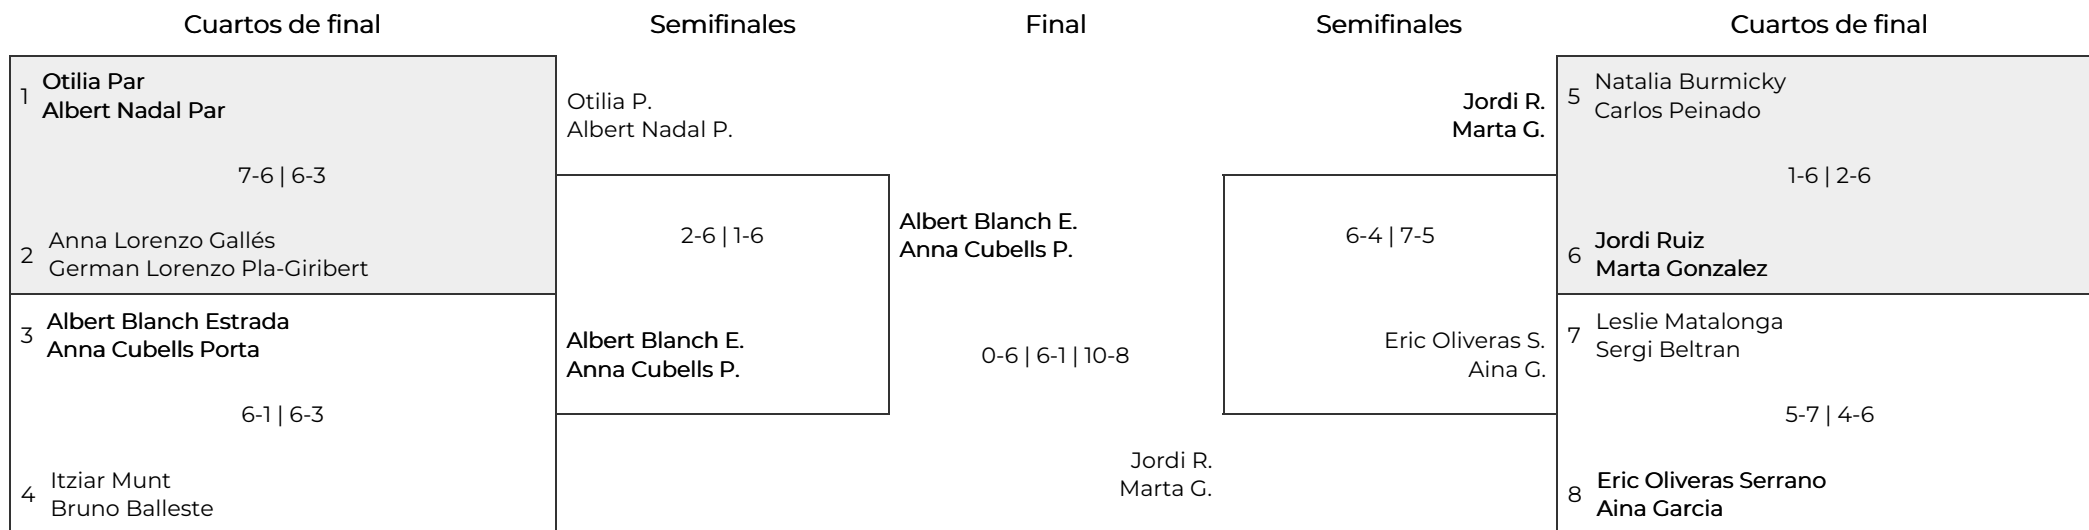 Cuartos de final
Semifinales
Final
Semifinales
Cuartos de final
1
Otilia Par
Albert Nadal Par
7-6 | 6-3
2
Anna Lorenzo Gallés
German Lorenzo Pla-Giribert
3
Albert Blanch Estrada
Anna Cubells Porta
6-1 | 6-3
4
Itziar Munt
Bruno Balleste
Otilia P.
Albert Nadal P.
2-6 | 1-6
Albert Blanch E.
Anna Cubells P.
Albert Blanch E.
Anna Cubells P.
0-6 | 6-1 | 10-8
Jordi R.
Marta G.
Jordi R.
Marta G.
6-4 | 7-5
Eric Oliveras S.
Aina G.
5
Natalia Burmicky
Carlos Peinado
1-6 | 2-6
6
Jordi Ruiz
Marta Gonzalez
7
Leslie Matalonga
Sergi Beltran
5-7 | 4-6
8
Eric Oliveras Serrano
Aina Garcia